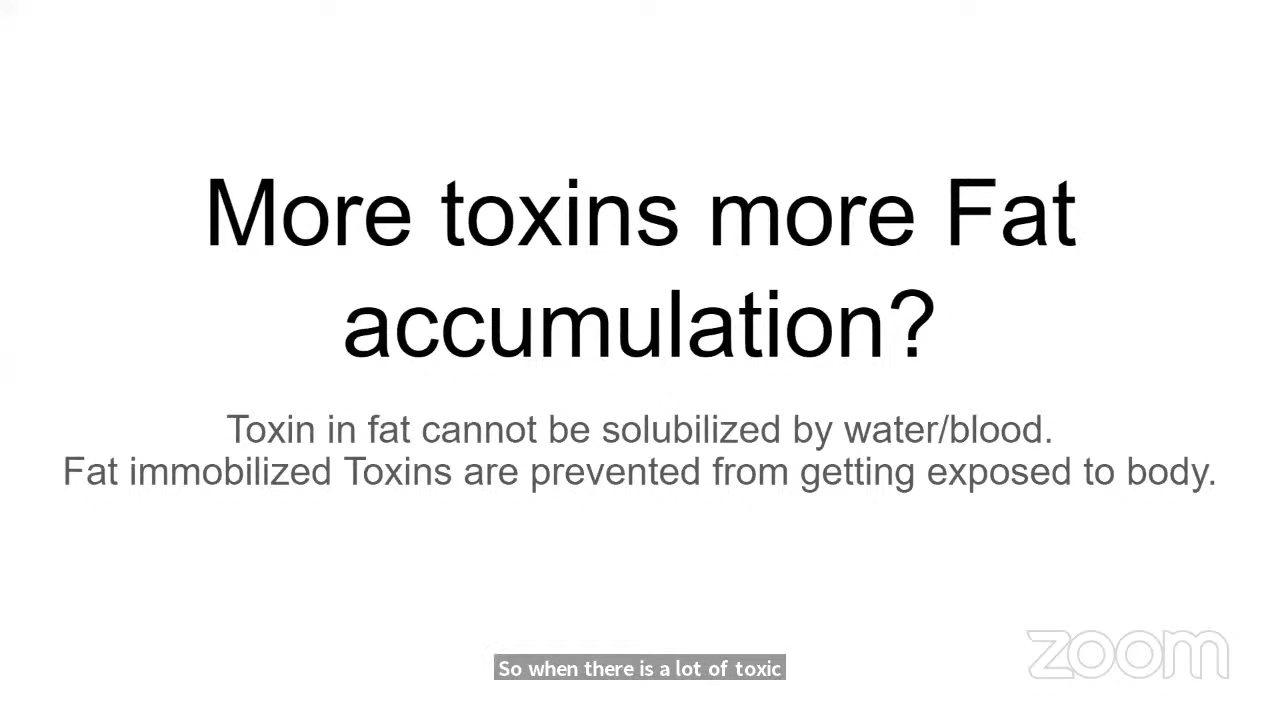 More toxins more Fat
accumulation?
Toxin in fat cannot be solubilized by water/blood.
Fat immobilized Toxins are prevented from getting exposed to body.
So when there is a lot of toxic
zoom